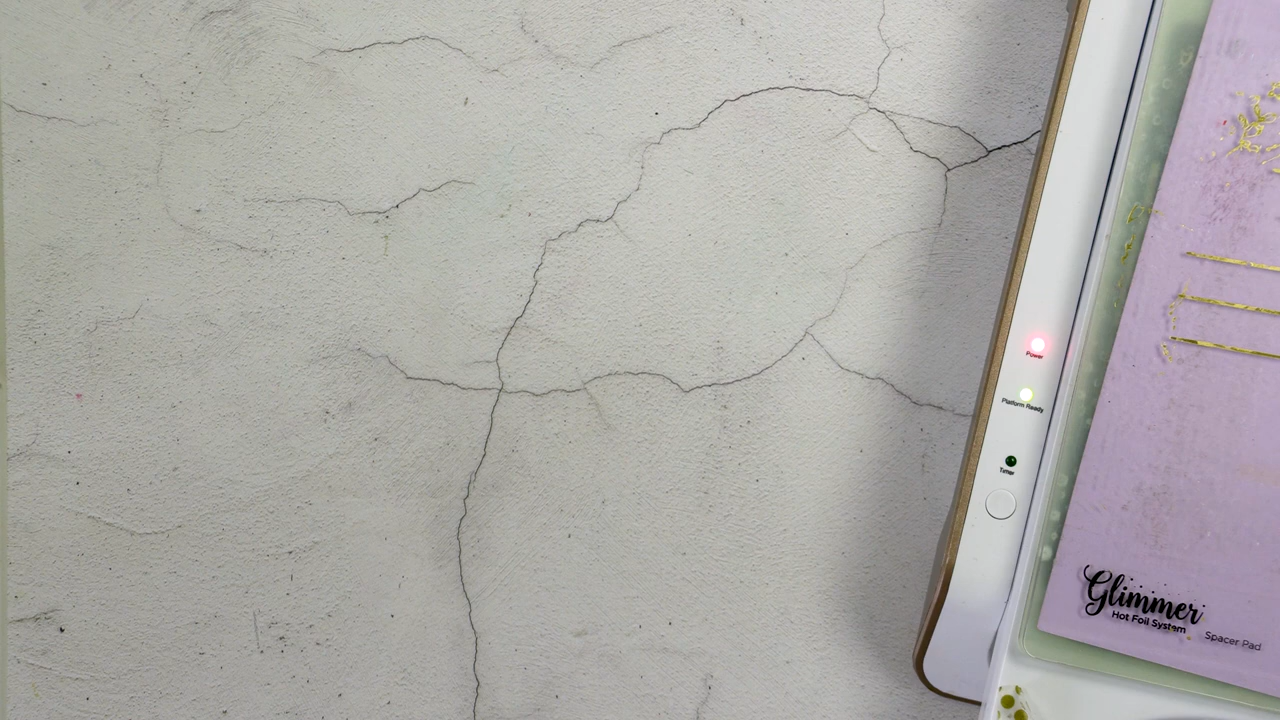 Power
Platform Ready
Timer
Glimmer
Hot Foil System
Spacer Pad